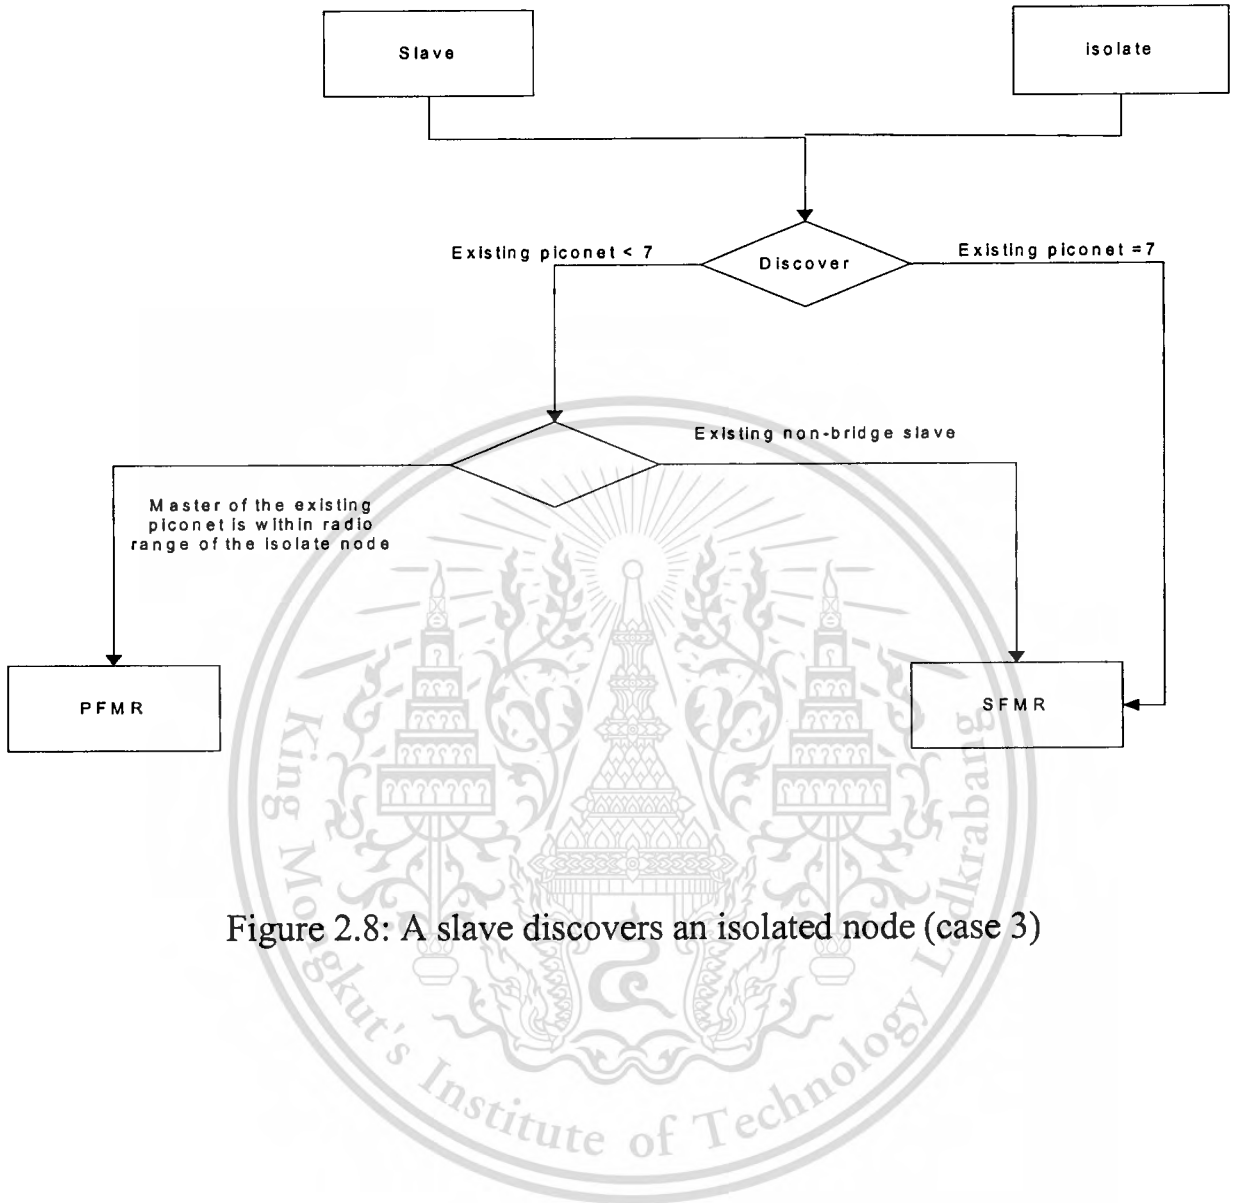 Slave
isolate
Existing piconet < 7
Discover
Existing piconet =7
Existing non-bridge slave
Master of the existing
piconet is within radio
range of the isolate node
PFMR
SFMR
Figure 2.8: A slave discovers an isolated node (case 3)
King Mongkut's Institute of Technology Ladkrabang